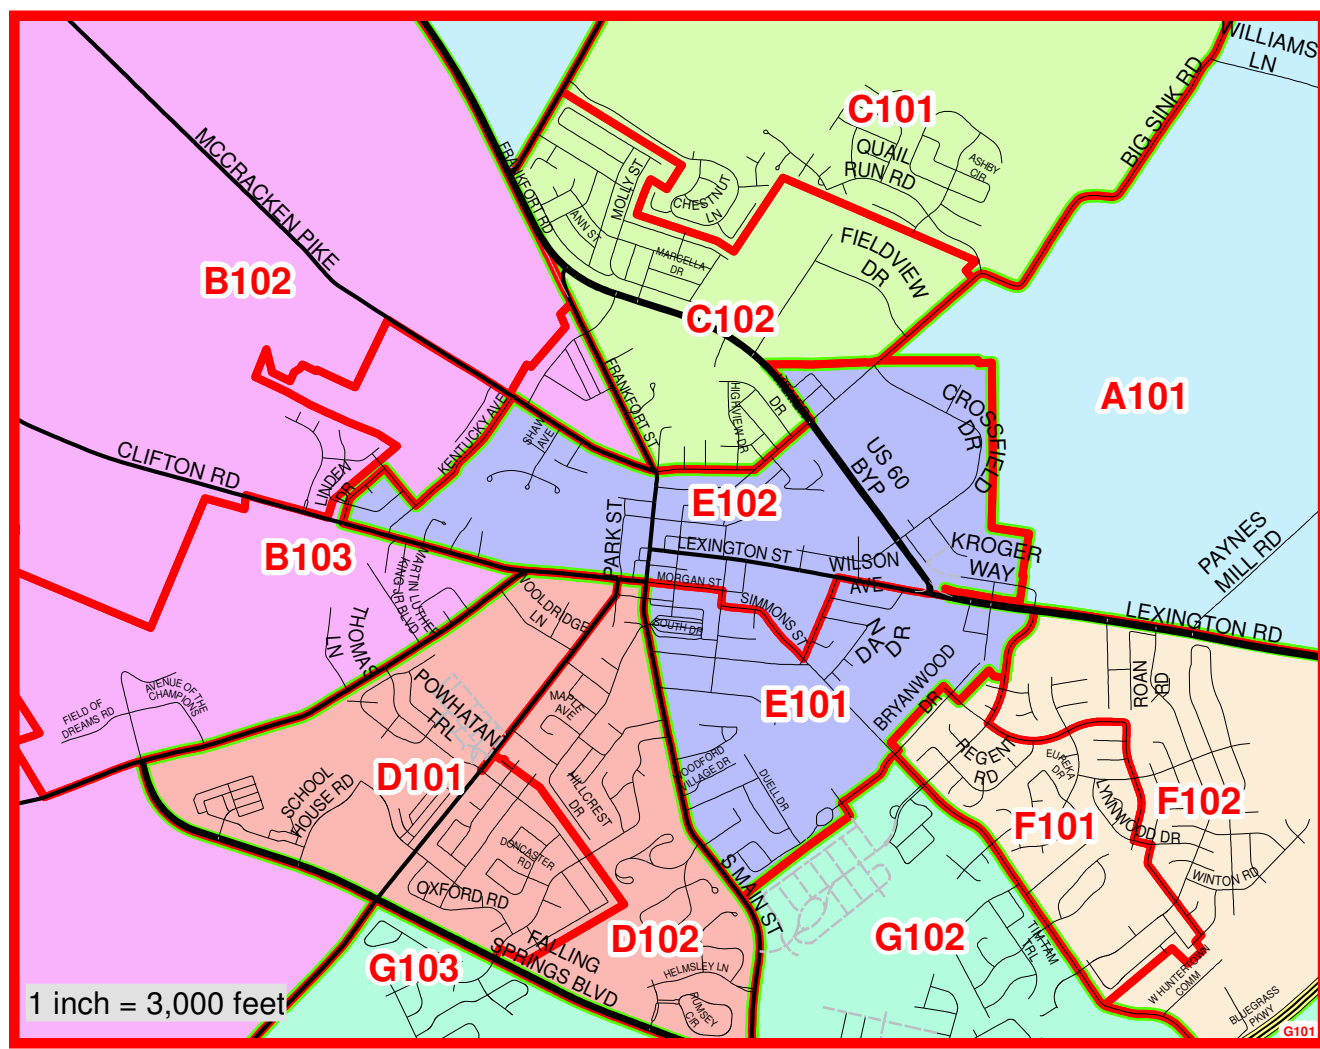 WILLIAMS
LN
C101
BIG SINK RD
QUAIL
RUN RD
ASHBY
CIR
MCCRACKEN PIKE
FRANKFORT RD
MOLLY ST
CHESTNUT
LN
ANN ST
MARCELLA
DR
FIELDVIEW
DR
B102
C102
FRANKFORT ST
HIGHVIEW DR
DR
A101
CROSSFIELD
DR
KENTUCKY AVE
SHAW
AVE
US 60
BYP
CLIFTON RD
LINDEN
DR
E102
PARK ST
LEXINGTON ST
WILSON
AVE
KROGER
WAY
PAYNES
MILL RD
B103
MARTIN LUTHER
KING JR BLVD
MORGAN ST
SIMMONS ST
SOUTH DR
WOOLDRIDGE
LN
THOMAS
LN
DAN
DR
LEXINGTON RD
BRYANWOOD
DR
ROAN
RD
AVENUE OF THE
CHAMPIONS
FIELD OF
DREAMS RD
POWHATAN
TRL
MAPLE
AVE
E101
REGENT
RD
EUREKA
DR
WOODFORD
VILLAGE DR
DUELL DR
D101
SCHOOL
HOUSE RD
HILLCREST
DR
LYNNWOOD DR
F101
F102
DONCASTER
RD
OXFORD RD
S MAIN ST
WINTON RD
D102
G102
FALLING
SPRINGS BLVD
TIM TAM
TRL
G103
HELMSLEY LN
W HUNTERTOWN
COMM
RUMSEY
CIR
BLUEGRASS
PKWY
1 inch = 3,000 feet
G101